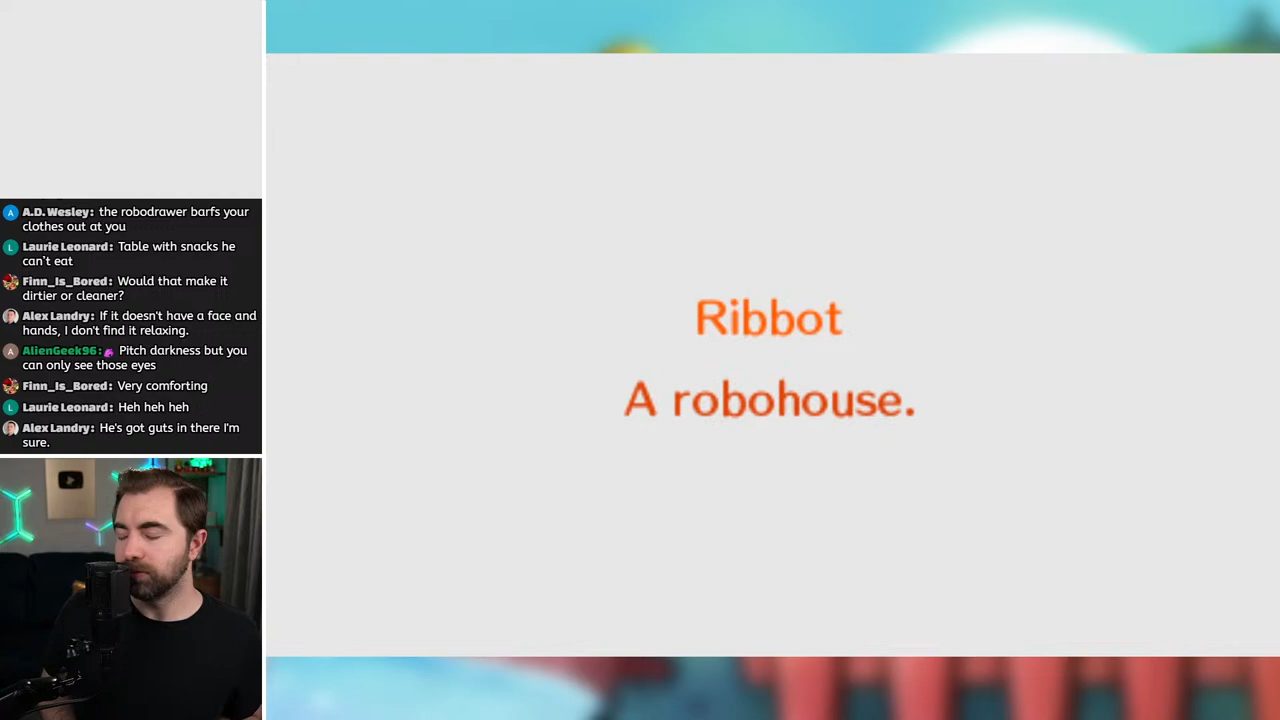 A.D. Wesley: the robodrawer barfs your
clothes out at you
Laurie Leonard: Table with snacks he
can't eat
Finn_Is_Bored: Would that make it
dirtier or cleaner?
Alex Landry: If it doesn't have a face and
hands, I don't find it relaxing.
AlienGeek96: Pitch darkness but you
can only see those eyes
Finn_Is_Bored: Very comforting
Laurie Leonard: Heh heh heh
Alex Landry: He's got guts in there I'm
sure.
Ribbot
A robohouse.